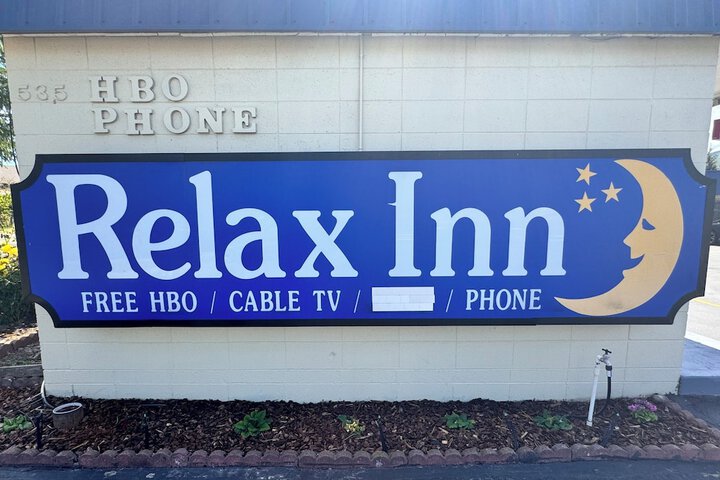 535
HBO
PHONE
Relax Inn
FREE HBO / CABLE TV / / PHONE